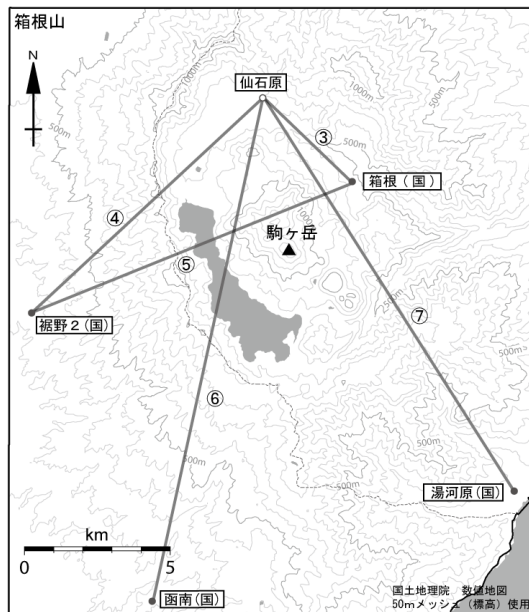 箱根山
N
仙石原
1000m
1000m
500m
③
500m
箱根(国)
④
1000m
駒ヶ岳
⑤
裾野2(国)
⑦
⑥
500m
500m
湯河原(国)
500m
km
0 5
函南(国)
国土地理院 数値地図
50mメッシュ(標高)使用